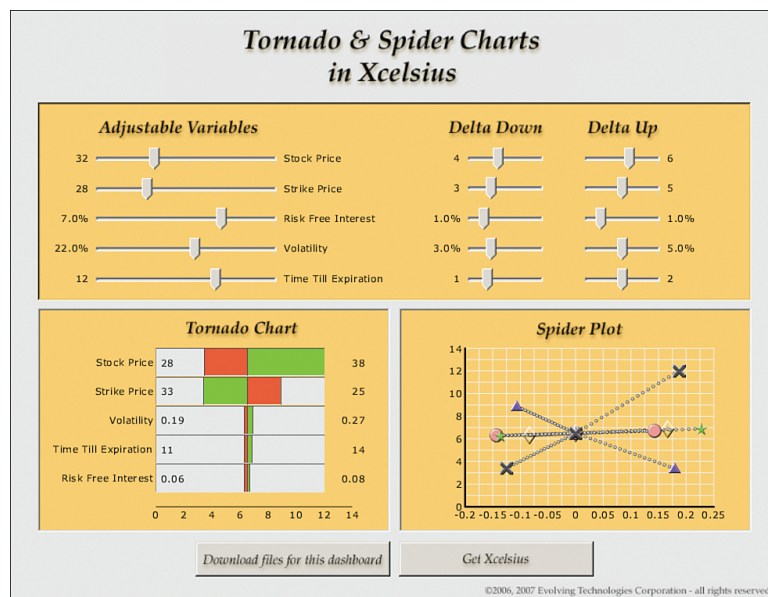 Tornado & Spider Charts
in Xcelsius
Adjustable Variables
Delta Down
Delta Up
32 Stock Price 4 6
28 Strike Price 3 5
7.0% Risk Free Interest 1.0% 1.0%
22.0% Volatility 3.0% 5.0%
12 Time Till Expiration 1 2
Tornado Chart
Stock Price 28 38
Strike Price 33 25
Volatility 0.19 0.27
Time Till Expiration 11 14
Risk Free Interest 0.06 0.08
0 2 4 6 8 10 12 14
Spider Plot
14
12
10
8
6
4
2
0
-0.2 -0.15 -0.1 -0.05 0 0.05 0.1 0.15 0.2 0.25
Download files for this dashboard
Get Xcelsius
©2006, 2007 Evolving Technologies Corporation - all rights reserved